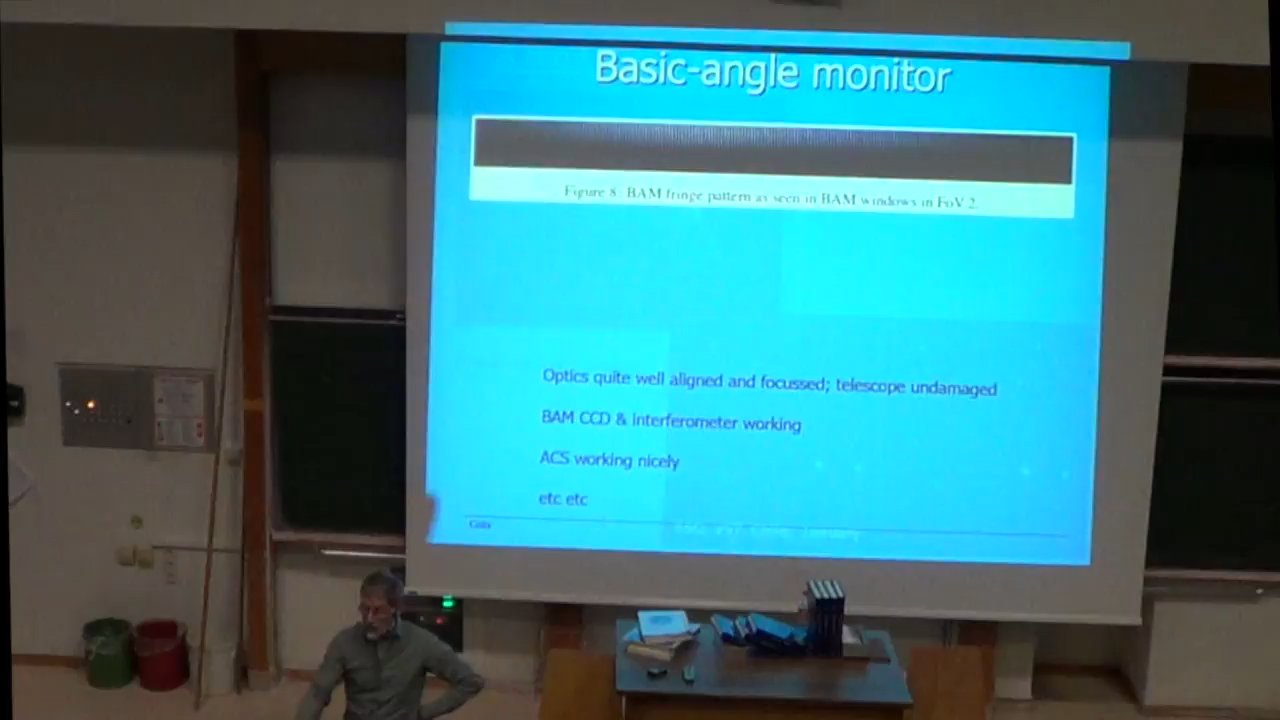 Basic-angle monitor
Figure 8: BAM fringe pattern as seen in BAM windows in FoV 2.
Optics quite well aligned and focussed; telescope undamaged
BAM CCD & interferometer working
ACS working nicely
etc etc